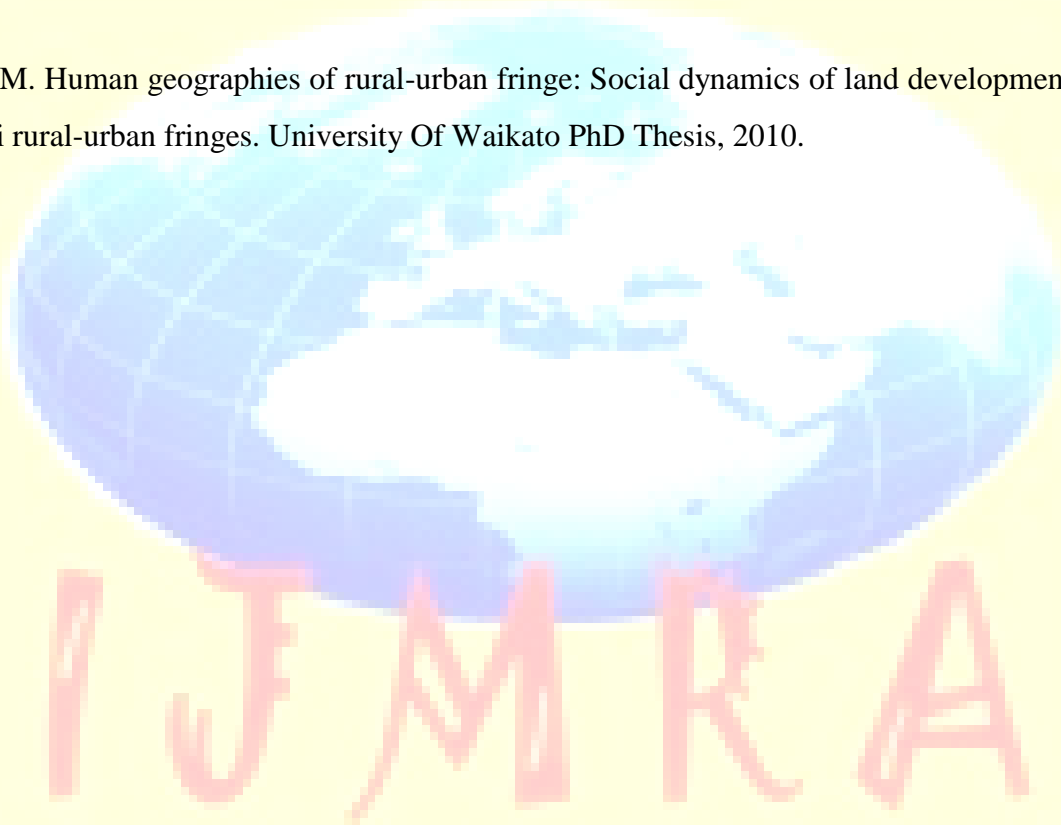 M. Human geographies of rural-urban fringe: Social dynamics of land developmen
i rural-urban fringes. University Of Waikato PhD Thesis, 2010.
IJMRA